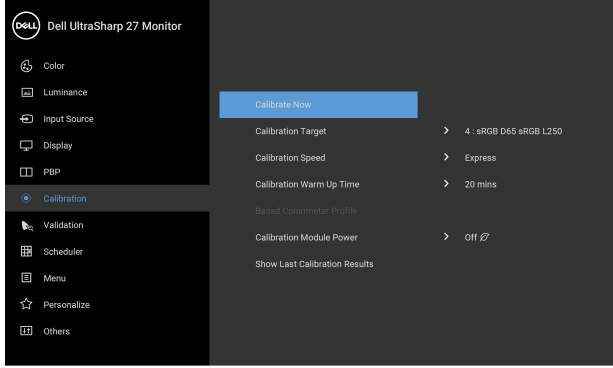 DELL Dell UltraSharp 27 Monitor
Color
Luminance
Input Source
Display
PBP
Calibration
Validation
Scheduler
Menu
Personalize
Others
Calibrate Now
Calibration Target 4 : sRGB D65 sRGB L250
Calibration Speed Express
Calibration Warm Up Time 20 mins
Based Colorimeter Profile
Calibration Module Power Off
Show Last Calibration Results